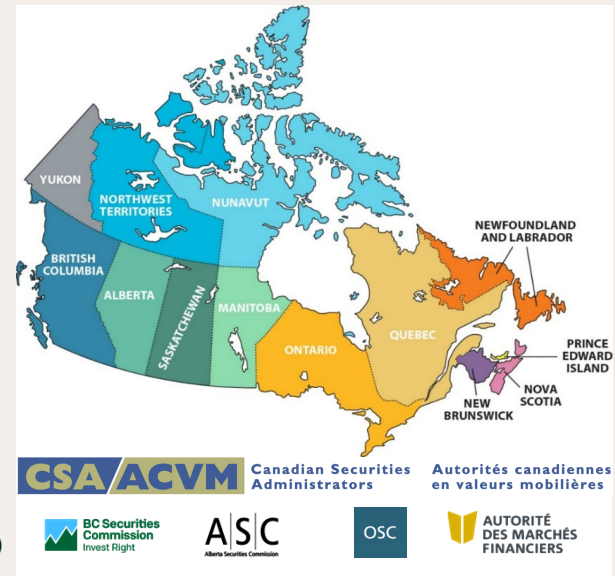 YUKON
NORTHWEST
TERRITORIES
NUNAVUT
BRITISH
COLUMBIA
ALBERTA
SASKATCHEWAN
MANITOBA
ONTARIO
QUEBEC
NEWFOUNDLAND
AND LABRADOR
PRINCE
EDWARD
ISLAND
NOVA
SCOTIA
NEW
BRUNSWICK
CSA/ACVM
Canadian Securities
Administrators
Autorités canadiennes
en valeurs mobilières
BC Securities
Commission
Invest Right
A|S|C
Alberta Securities Commission
OSC
AUTORITÉ
DES MARCHÉS
FINANCIERS